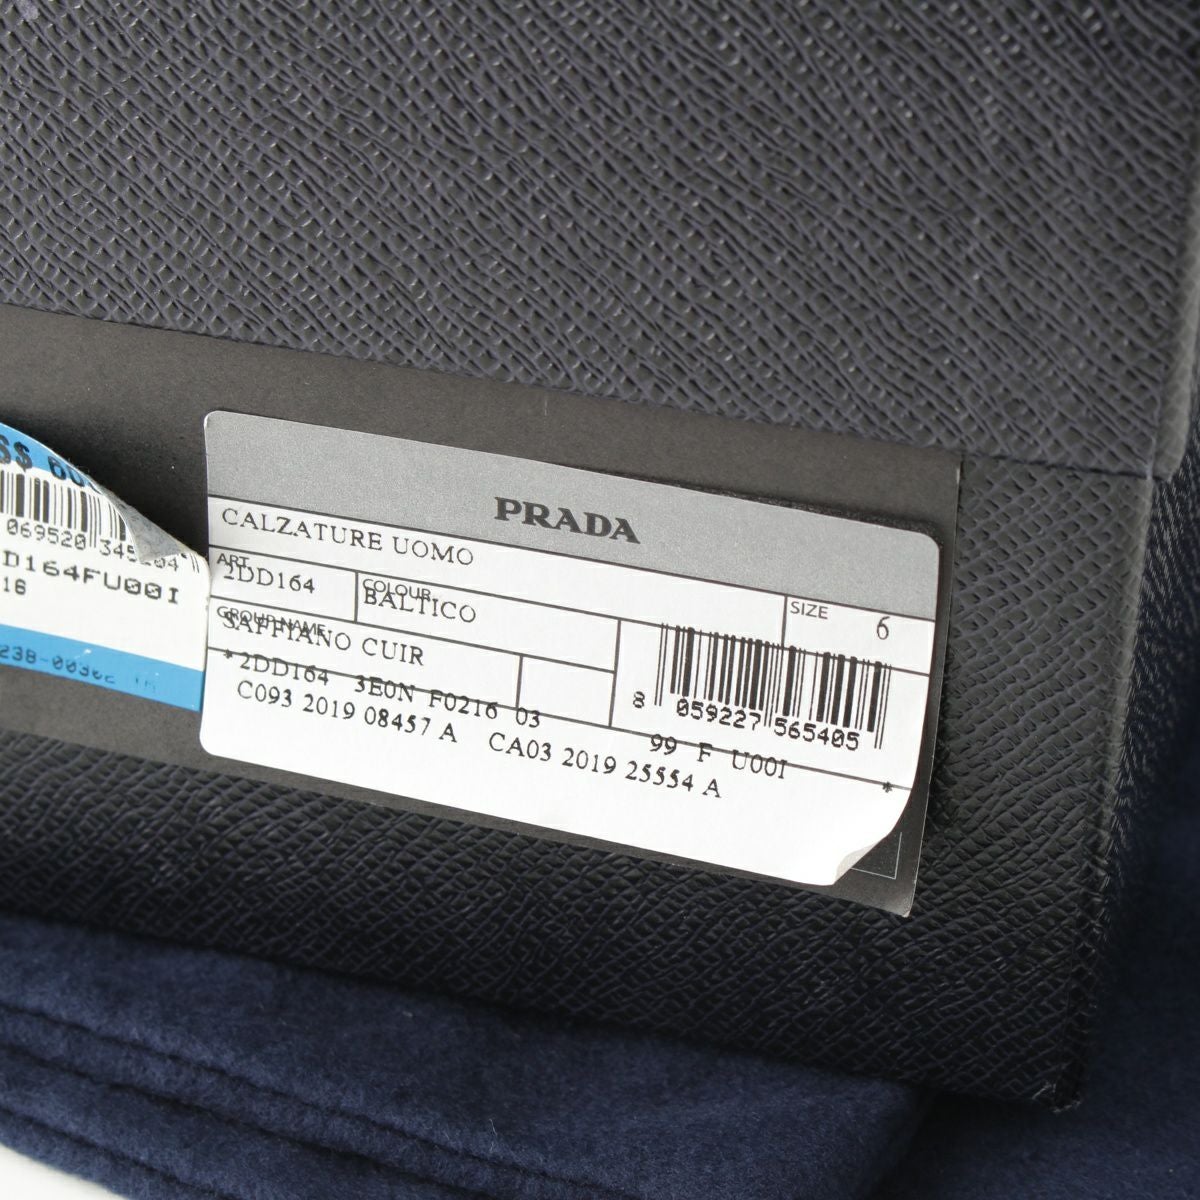 PRADA
CALZATURE UOMO
ART.
2DD164
COLOUR
BALTICO
SIZE 6
GROUP NAME
SAFFIANO CUIR
*2DD164 3E0N F0216 03
99 F U00I *
C093 2019 08457 A CA03 2019 25554 A
8 059227 565405
069520
D164FU00I
16